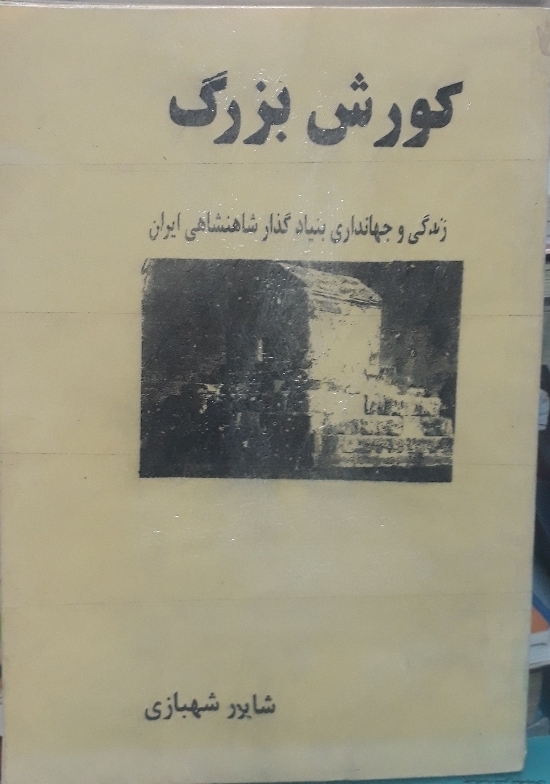 کورش بزرگ
زندگی و جهانداری بنیاد گذار شاهنشاهی ایران
شاپور شهبازی